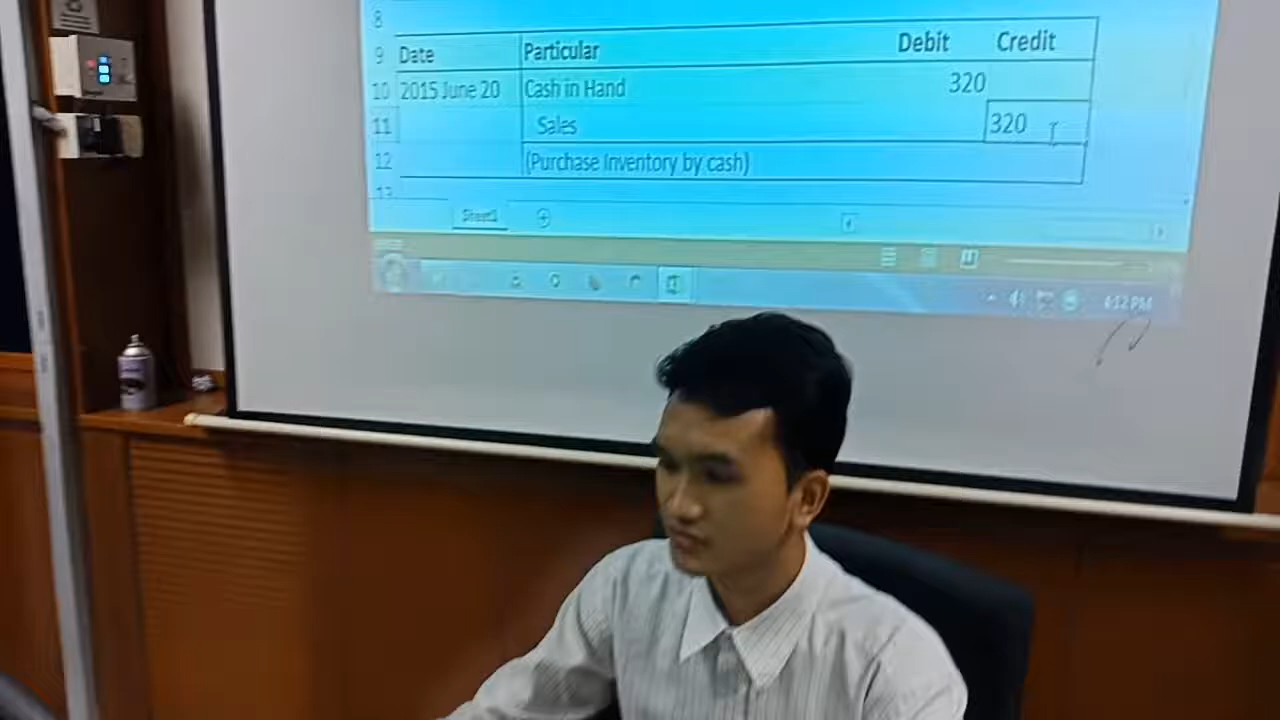 8
9 Date Particular Debit Credit
10 2015 June 20 Cash in Hand 320
11 Sales 320
12 (Purchase Inventory by cash)
13
Sheet1
4:12 PM